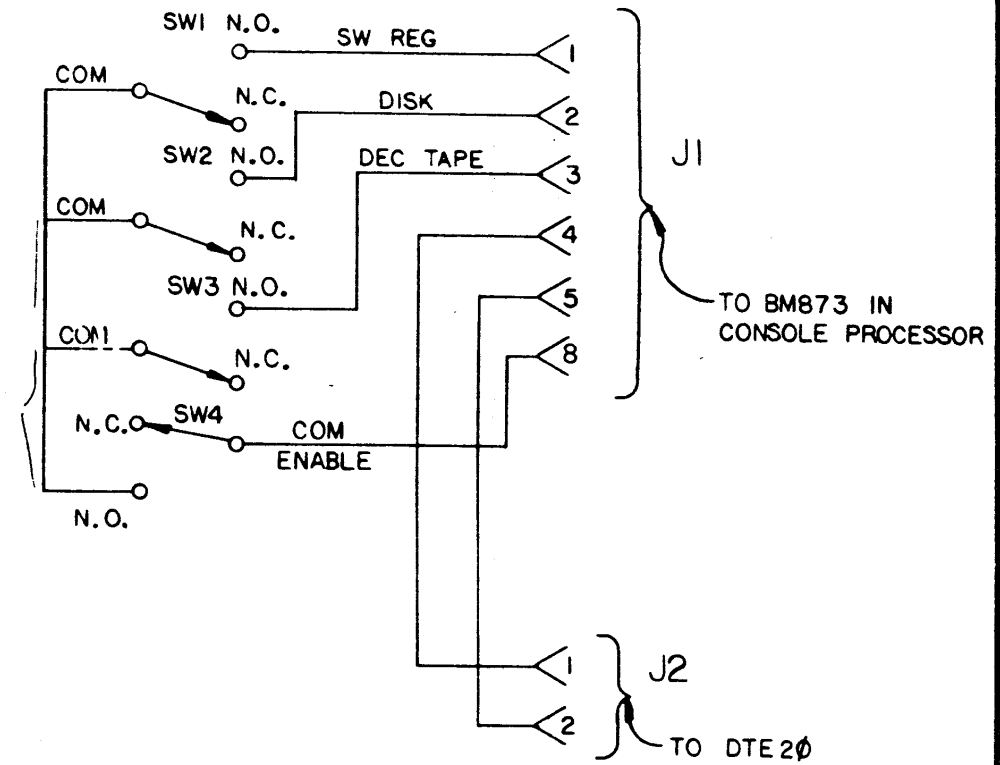 SW1 N.O.
SW REG
1
COM
N.C.
DISK
2
SW2 N.O.
DEC TAPE
3
J1
COM
N.C.
4
SW3 N.O.
5
TO BM873 IN
CONSOLE PROCESSOR
COM
N.C.
8
N.C.
SW4
COM
ENABLE
N.O.
1
J2
2
TO DTE2Ø